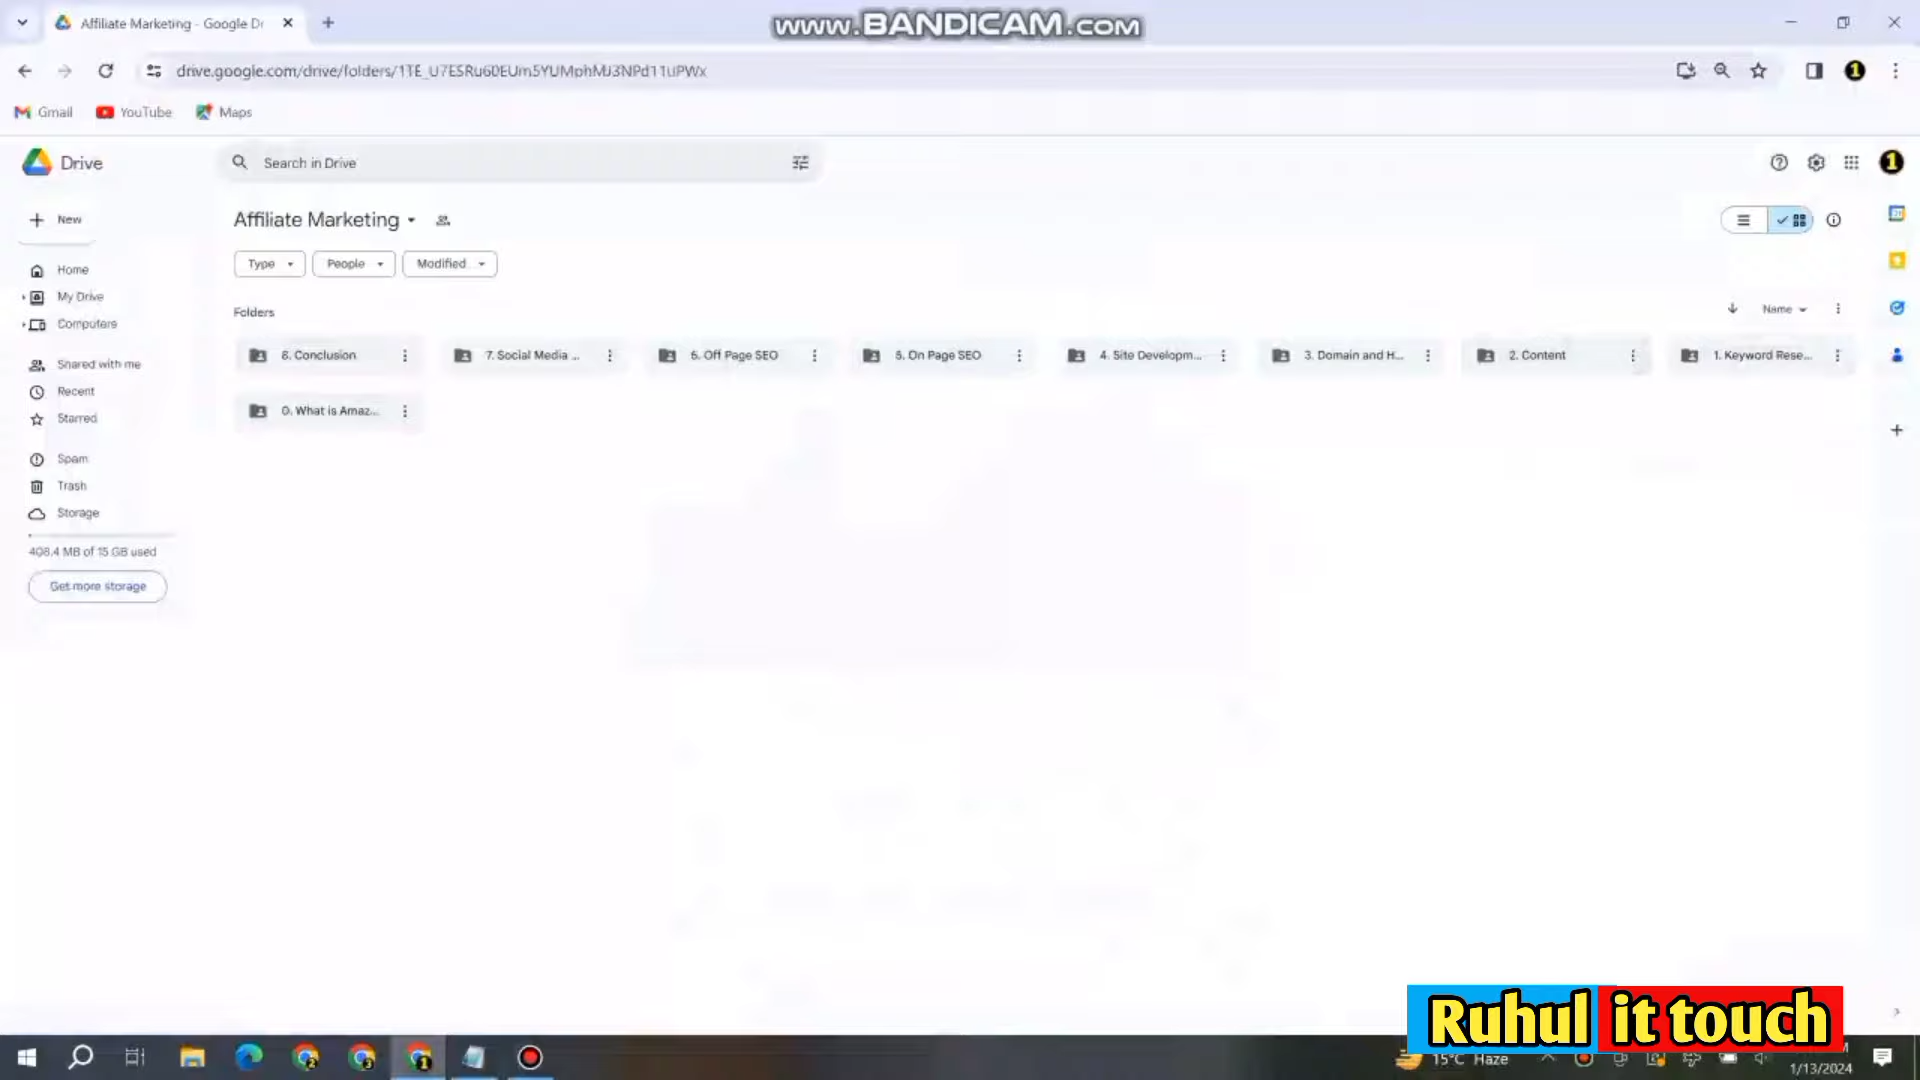 Affiliate Marketing - Google Dr
www.BANDICAM.com
drive.google.com/drive/folders/1TE_U7ESRu60EUm5YUMphMJ3NPd11uPWx
Gmail
YouTube
Maps
Drive
Search in Drive
New
Affiliate Marketing
Type
People
Modified
Home
My Drive
Computers
Shared with me
Recent
Starred
Spam
Trash
Storage
408.4 MB of 15 GB used
Get more storage
Folders
Name
8. Conclusion
7. Social Media ...
6. Off Page SEO
5. On Page SEO
4. Site Developm...
3. Domain and H...
2. Content
1. Keyword Rese...
0. What is Amaz...
Ruhul it touch
15°C Haze
1/13/2024